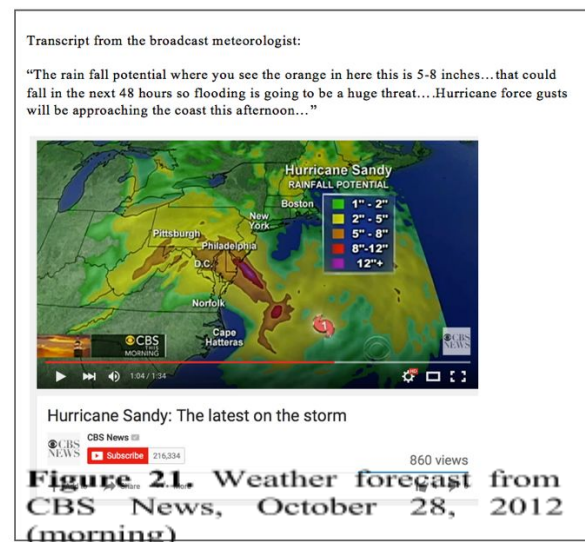 Transcript from the broadcast meteorologist:
“The rain fall potential where you see the orange in here this is 5-8 inches…that could
fall in the next 48 hours so flooding is going to be a huge threat….Hurricane force gusts
will be approaching the coast this afternoon…”
Hurricane Sandy
RAINFALL POTENTIAL
Boston
1" - 2"
2" - 5"
5" - 8"
8"-12"
12"+
New
York
Pittsburgh
Philadelphia
D.C.
Norfolk
Cape
Hatteras
1
CBS
THIS
MORNING
CBS
NEWS
1:04 / 1:34
HD
Hurricane Sandy: The latest on the storm
CBS
NEWS
CBS News
Subscribe 216,334
860 views
Share
Figure 21. Weather forecast from
CBS News, October 28, 2012
(morning)